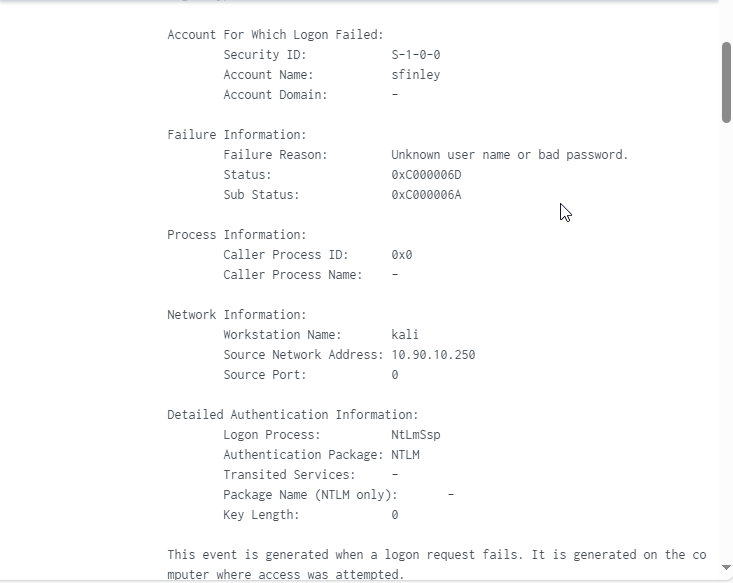 Account For Which Logon Failed:
Security ID: S-1-0-0
Account Name: sfinley
Account Domain: -
Failure Information:
Failure Reason: Unknown user name or bad password.
Status: 0xC000006D
Sub Status: 0xC000006A
Process Information:
Caller Process ID: 0x0
Caller Process Name: -
Network Information:
Workstation Name: kali
Source Network Address: 10.90.10.250
Source Port: 0
Detailed Authentication Information:
Logon Process: NtLmSsp
Authentication Package: NTLM
Transited Services: -
Package Name (NTLM only): -
Key Length: 0
This event is generated when a logon request fails. It is generated on the co
mputer where access was attempted.